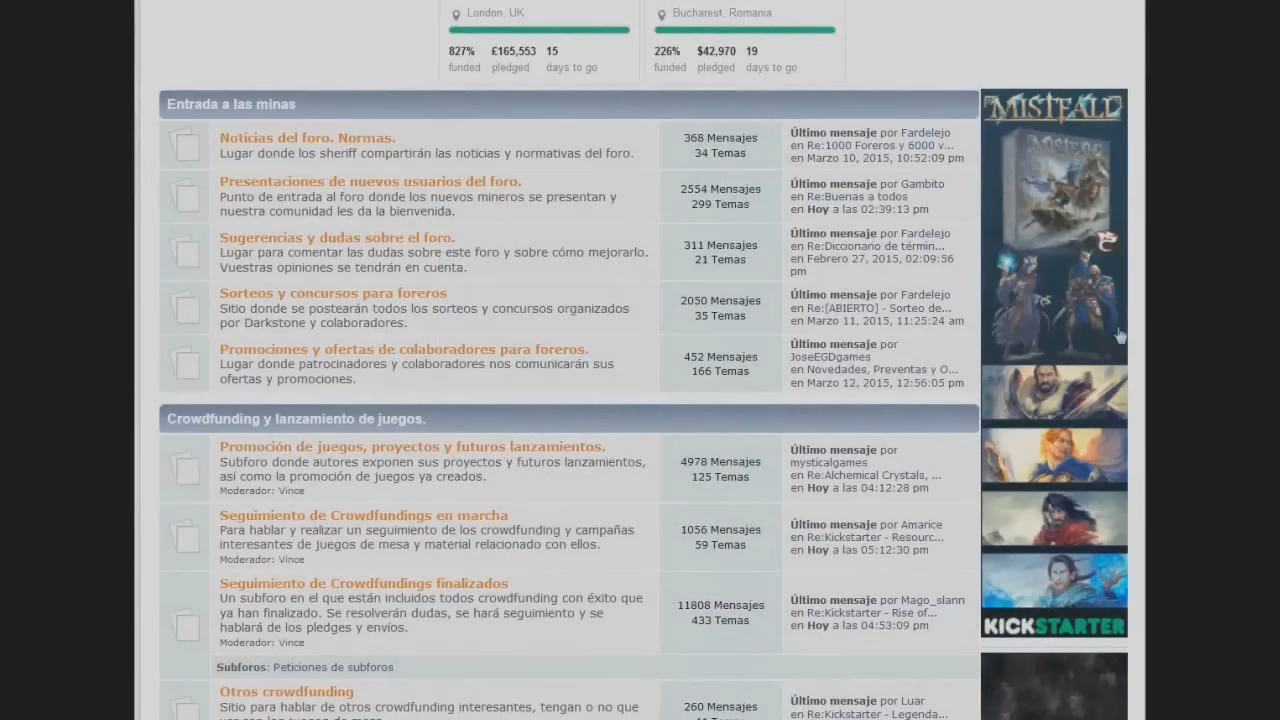 London, UK
Bucharest, Romania
827% £165,553 15
funded pledged days to go
226% $42,970 19
funded pledged days to go
Entrada a las minas
Noticias del foro. Normas.
Lugar donde los sheriff compartirán las noticias y normativas del foro.
368 Mensajes
34 Temas
Último mensaje por Fardelejo
en Re:1000 Foreros y 6000 v...
en Marzo 10, 2015, 10:52:09 pm
Presentaciones de nuevos usuarios del foro.
Punto de entrada al foro donde los nuevos mineros se presentan y
nuestra comunidad les da la bienvenida.
2554 Mensajes
299 Temas
Último mensaje por Gambito
en Re:Buenas a todos
en Hoy a las 02:39:13 pm
Sugerencias y dudas sobre el foro.
Lugar para comentar las dudas sobre este foro y sobre cómo mejorarlo.
Vuestras opiniones se tendrán en cuenta.
311 Mensajes
21 Temas
Último mensaje por Fardelejo
en Re:Diccionario de términ...
en Febrero 27, 2015, 02:09:56
pm
Sorteos y concursos para foreros
Sitio donde se postearán todos los sorteos y concursos organizados
por Darkstone y colaboradores.
2050 Mensajes
35 Temas
Último mensaje por Fardelejo
en Re:[ABIERTO] - Sorteo de...
en Marzo 11, 2015, 11:25:24 am
Promociones y ofertas de colaboradores para foreros.
Lugar donde patrocinadores y colaboradores nos comunicarán sus
ofertas y promociones.
452 Mensajes
166 Temas
Último mensaje por
JoseEGDgames
en Novedades, Preventas y O...
en Marzo 12, 2015, 12:56:05 pm
Crowdfunding y lanzamiento de juegos.
Promoción de juegos, proyectos y futuros lanzamientos.
Subforo donde autores exponen sus proyectos y futuros lanzamientos,
así como la promoción de juegos ya creados.
Moderador: Vince
4978 Mensajes
125 Temas
Último mensaje por
mysticalgames
en Re:Alchemical Crystals, ...
en Hoy a las 04:12:28 pm
Seguimiento de Crowdfundings en marcha
Para hablar y realizar un seguimiento de los crowdfunding y campañas
interesantes de juegos de mesa y material relacionado con ellos.
Moderador: Vince
1056 Mensajes
59 Temas
Último mensaje por Amarice
en Re:Kickstarter - Resourc...
en Hoy a las 05:12:30 pm
Seguimiento de Crowdfundings finalizados
Un subforo en el que están incluidos todos crowdfunding con éxito que
ya han finalizado. Se resolverán dudas, se hará seguimiento y se
hablará de los pledges y envíos.
Moderador: Vince
11808 Mensajes
433 Temas
Último mensaje por Mago_slann
en Re:Kickstarter - Rise of...
en Hoy a las 04:53:09 pm
Subforos: Peticiones de subforos
Otros crowdfunding
Sitio para hablar de otros crowdfunding interesantes, tengan o no que
260 Mensajes
Último mensaje por Luar
en Re:Kickstarter - Legenda...
MISTFALL
KICKSTARTER